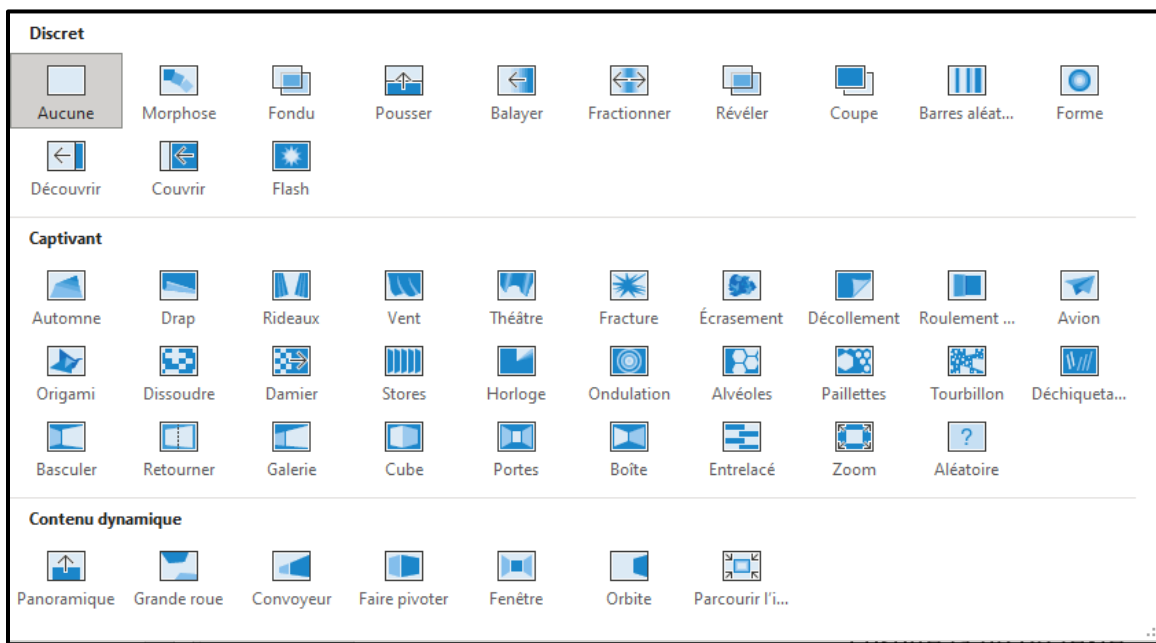 Discret
Aucune Morphose Fondu Pousser Balayer Fractionner Révéler Coupe Barres aléat... Forme
Découvrir Couvrir Flash
Captivant
Automne Drap Rideaux Vent Théâtre Fracture Écrasement Décollement Roulement ... Avion
Origami Dissoudre Damier Stores Horloge Ondulation Alvéoles Paillettes Tourbillon Déchiqueta...
Basculer Retourner Galerie Cube Portes Boîte Entrelacé Zoom Aléatoire
Contenu dynamique
Panoramique Grande roue Convoyeur Faire pivoter Fenêtre Orbite Parcourir l'i...